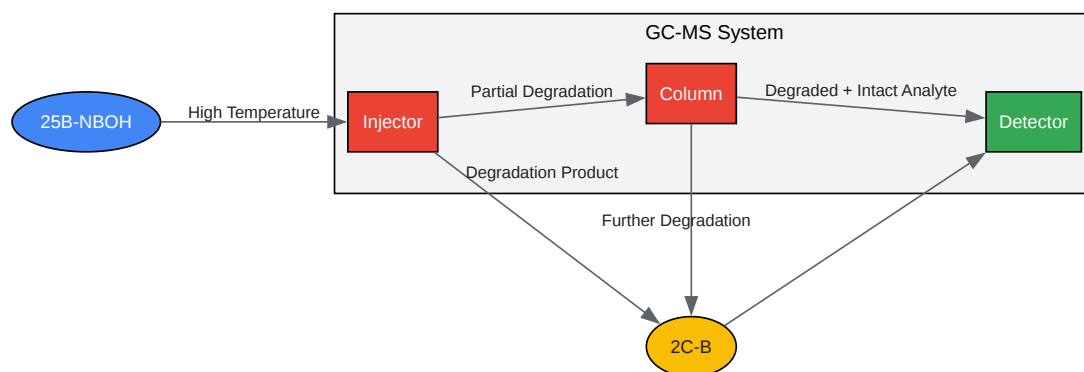 GC-MS System
25B-NBOH
High Temperature
Injector
Partial Degradation
Column
Degraded + Intact Analyte
Detector
Degradation Product
Further Degradation
2C-B